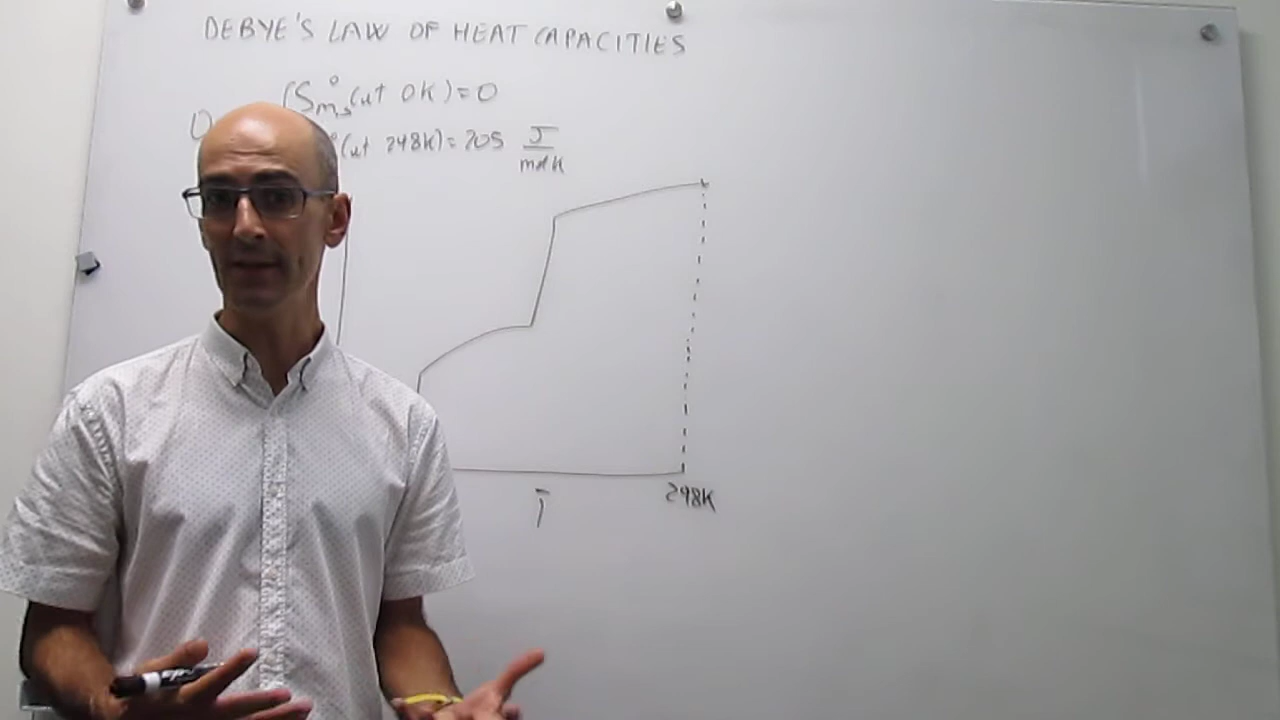 DEBYE'S LAW OF HEAT CAPACITIES
S°m,s (at 0K) = 0
(at 298K) = 205 J/molK
T
298K